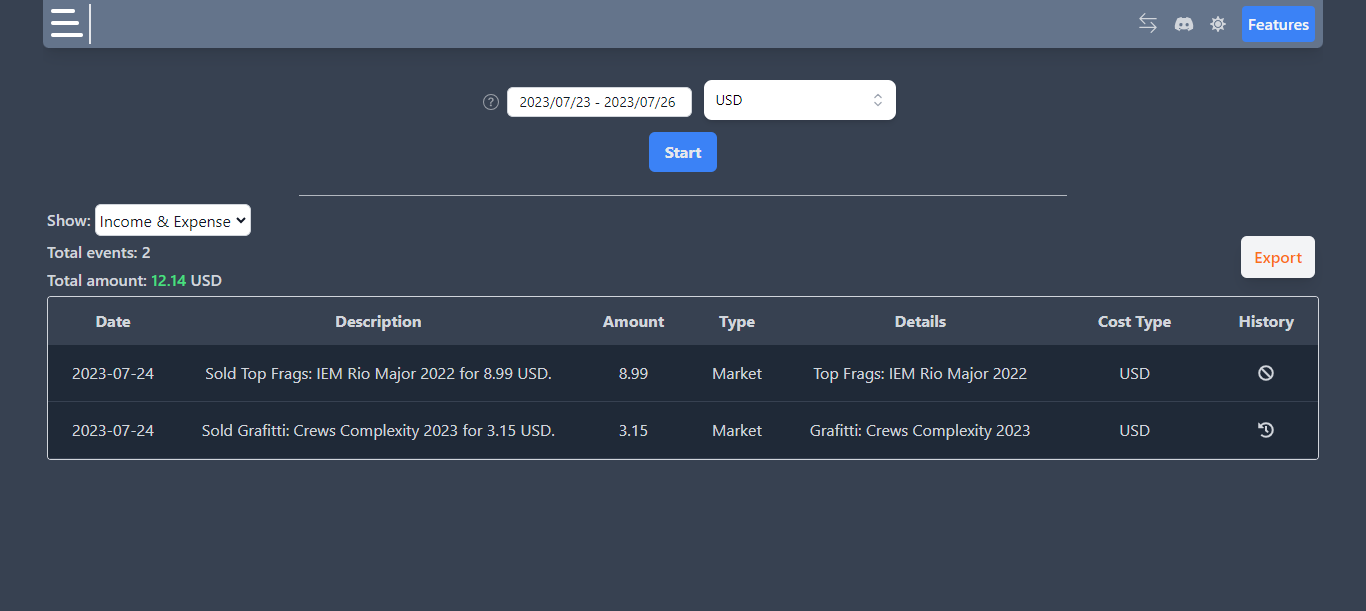 Features
2023/07/23 - 2023/07/26 USD
Start
Show: Income & Expense
Total events: 2
Export
Total amount: 12.14 USD
Date Description Amount Type Details Cost Type History
2023-07-24 Sold Top Frags: IEM Rio Major 2022 for 8.99 USD. 8.99 Market Top Frags: IEM Rio Major 2022 USD
2023-07-24 Sold Grafitti: Crews Complexity 2023 for 3.15 USD. 3.15 Market Grafitti: Crews Complexity 2023 USD